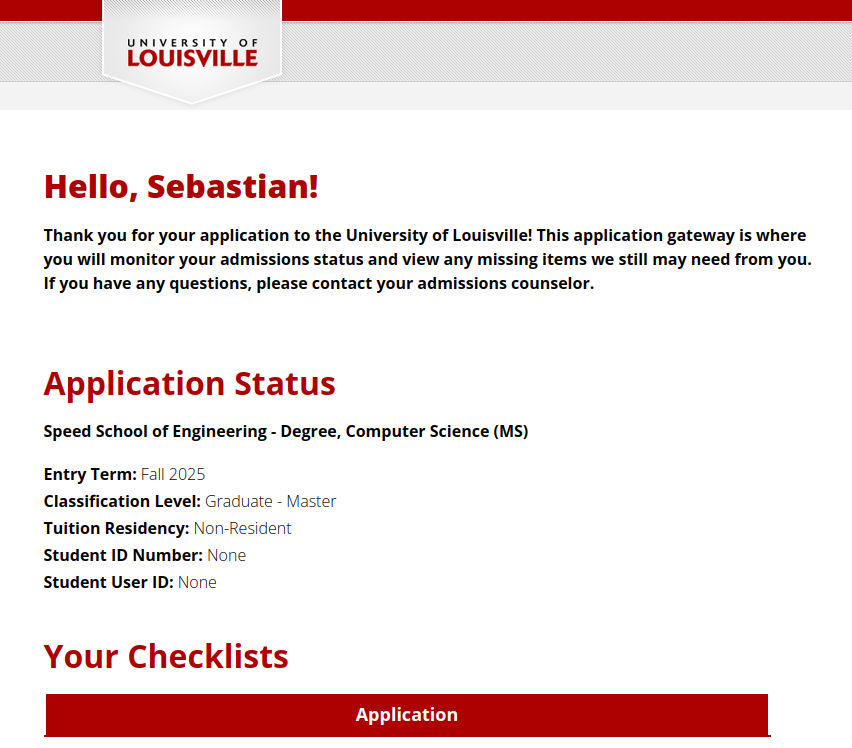 UNIVERSITY OF
LOUISVILLE
Hello, Sebastian!
Thank you for your application to the University of Louisville! This application gateway is where
you will monitor your admissions status and view any missing items we still may need from you.
If you have any questions, please contact your admissions counselor.
Application Status
Speed School of Engineering - Degree, Computer Science (MS)
Entry Term: Fall 2025
Classification Level: Graduate - Master
Tuition Residency: Non-Resident
Student ID Number: None
Student User ID: None
Your Checklists
Application